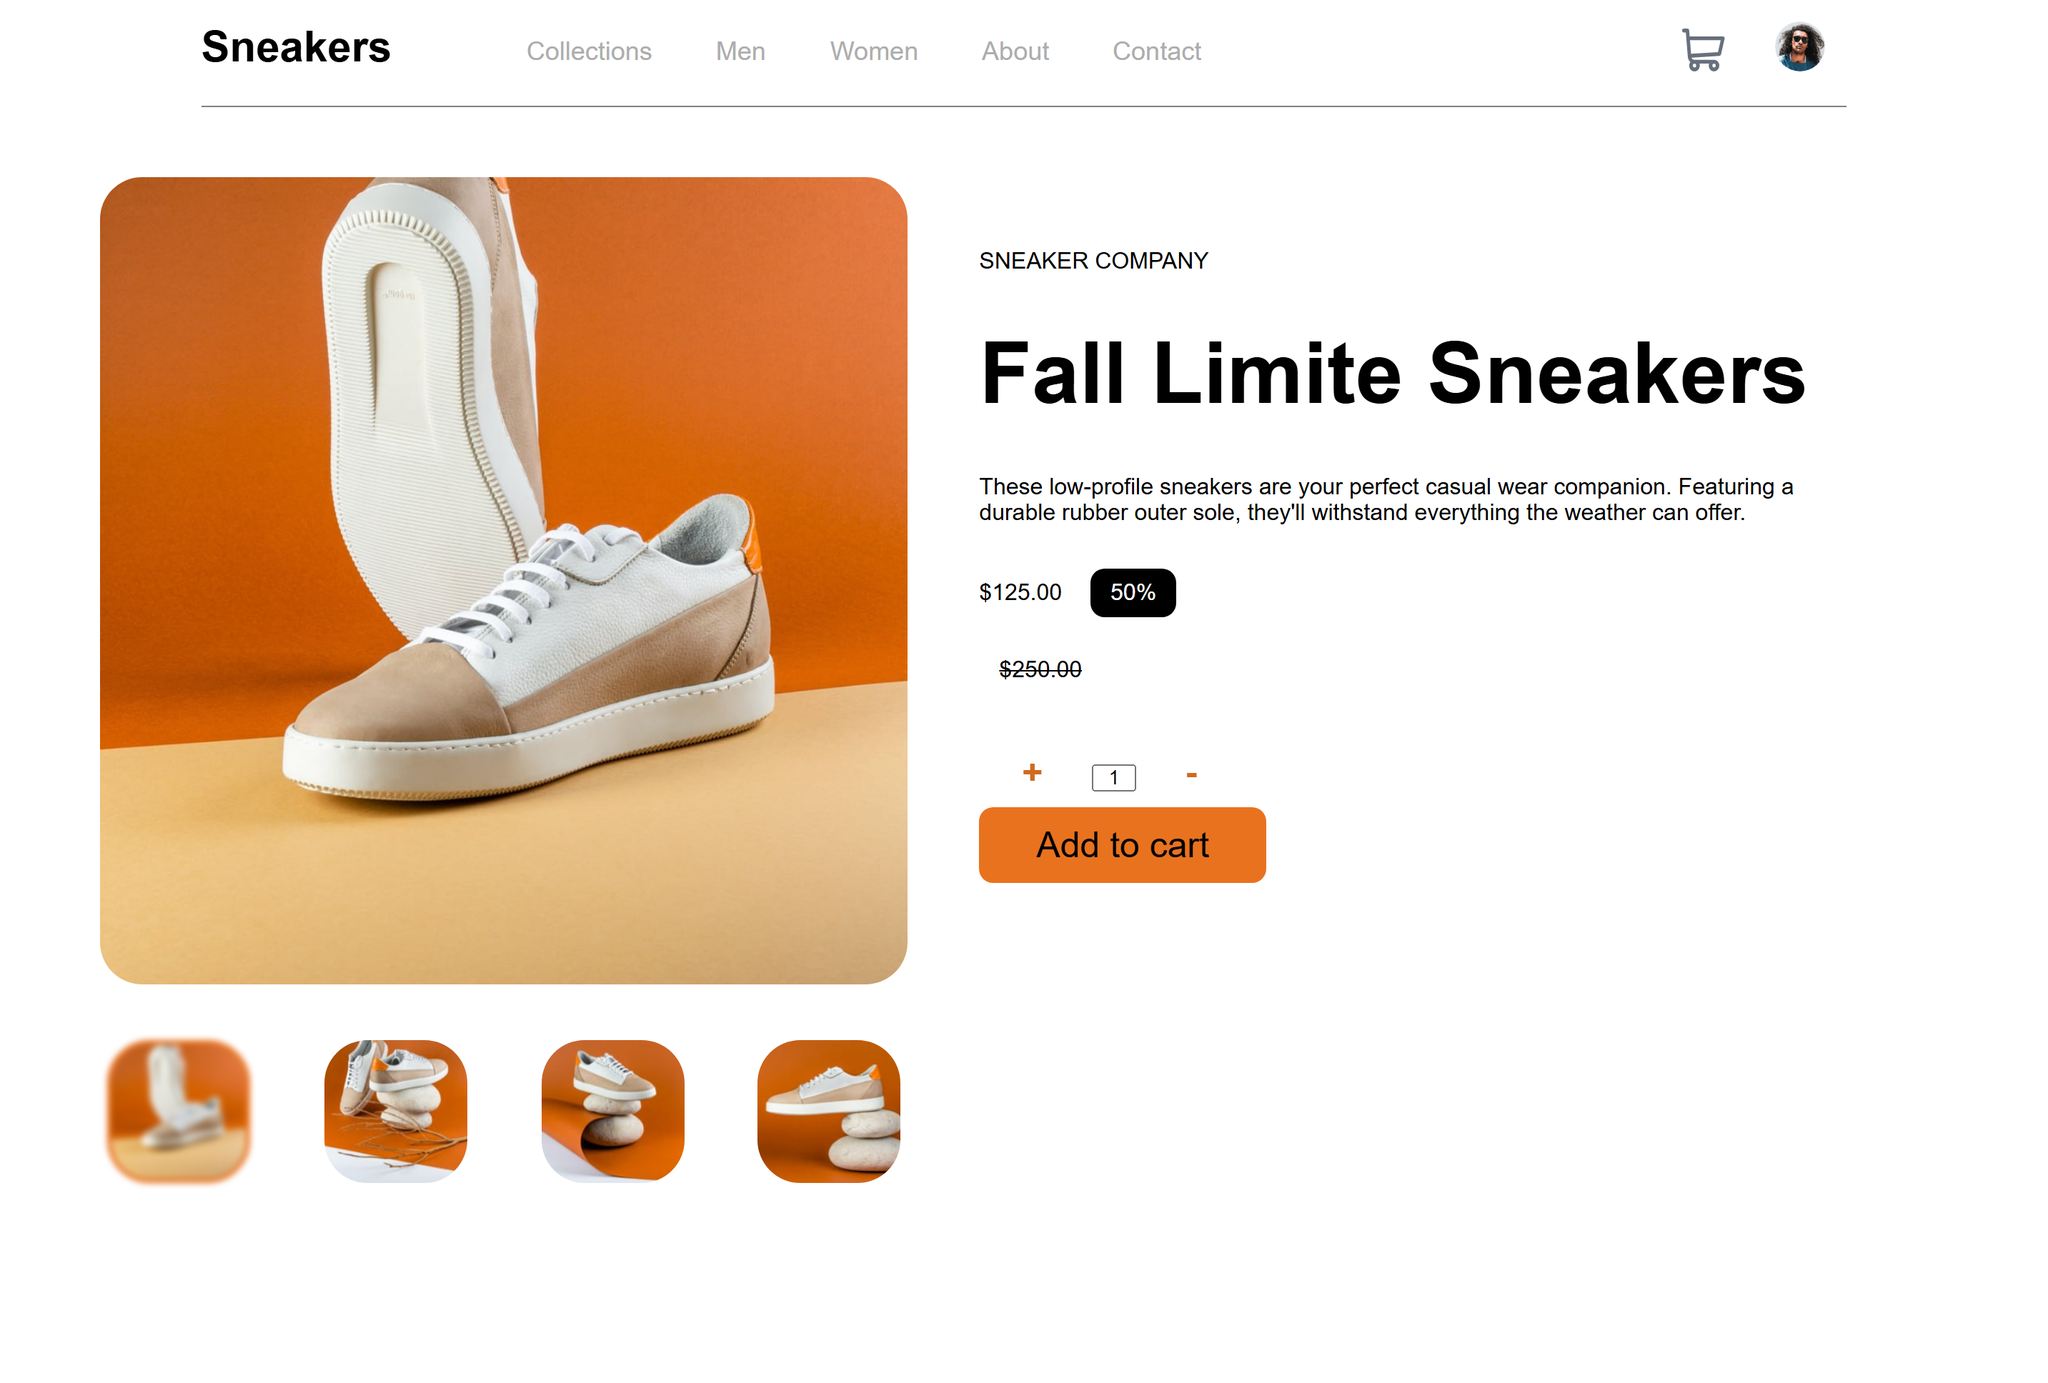 Sneakers
Collections Men Women About Contact
SNEAKER COMPANY
Fall Limite Sneakers
These low-profile sneakers are your perfect casual wear companion. Featuring a
durable rubber outer sole, they'll withstand everything the weather can offer.
$125.00 50%
$250.00
+ 1 -
Add to cart